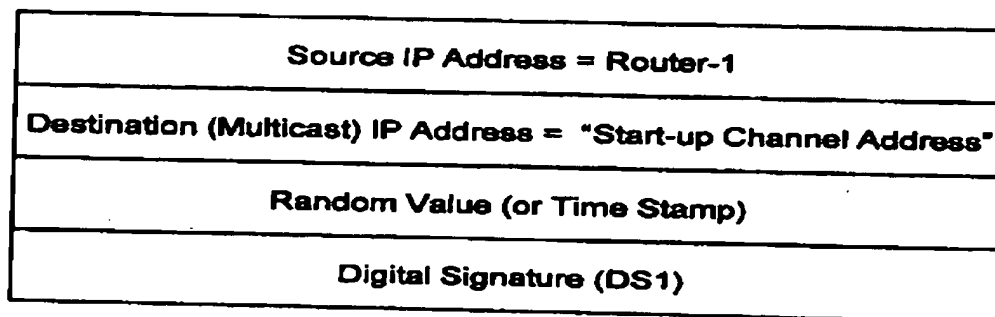 Source IP Address = Router-1
Destination (Multicast) IP Address = "Start-up Channel Address"
Random Value (or Time Stamp)
Digital Signature (DS1)